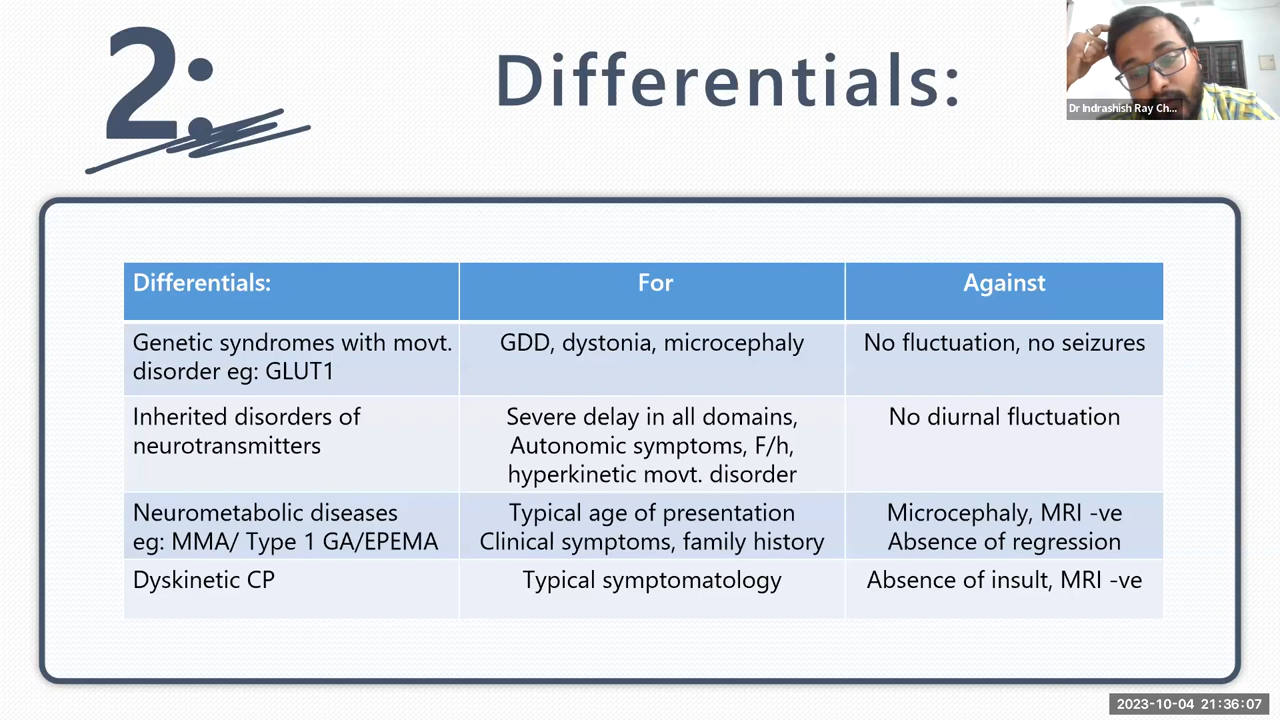 2:
Differentials:
Dr Indrashish Ray Ch...
Differentials:
For
Against
Genetic syndromes with movt.
disorder eg: GLUT1
GDD, dystonia, microcephaly
No fluctuation, no seizures
Inherited disorders of
neurotransmitters
Severe delay in all domains,
Autonomic symptoms, F/h,
hyperkinetic movt. disorder
No diurnal fluctuation
Neurometabolic diseases
eg: MMA/ Type 1 GA/EPEMA
Typical age of presentation
Clinical symptoms, family history
Microcephaly, MRI -ve
Absence of regression
Dyskinetic CP
Typical symptomatology
Absence of insult, MRI -ve
2023-10-04 21:36:07